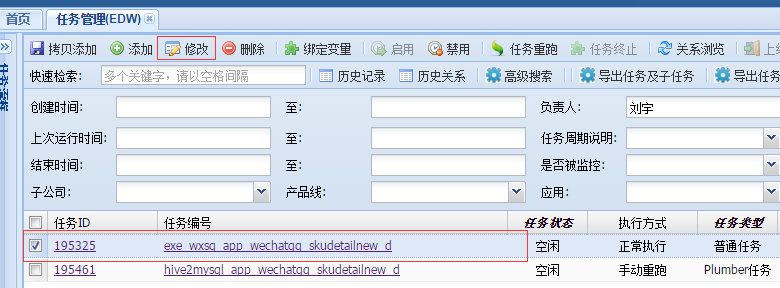 首页 任务管理(EDW)
拷贝添加 添加 修改 删除 绑定变量 启用 禁用 任务重跑 任务终止 关系浏览
快速检索: 多个关键字，请以空格间隔 历史记录 历史关系 高级搜索 导出任务及子任务 导出任务
创建时间: 至: 负责人: 刘宇
上次运行时间: 至: 任务周期说明:
结束时间: 至: 是否被监控:
子公司: 产品线: 应用:
任务ID 任务编号 任务状态 执行方式 任务类型
195325 exe_wxsq_app_wechatqq_skudetailnew_d 空闲 正常执行 普通任务
195461 hive2mysql_app_wechatqq_skudetailnew_d 空闲 手动重跑 Plumber任务